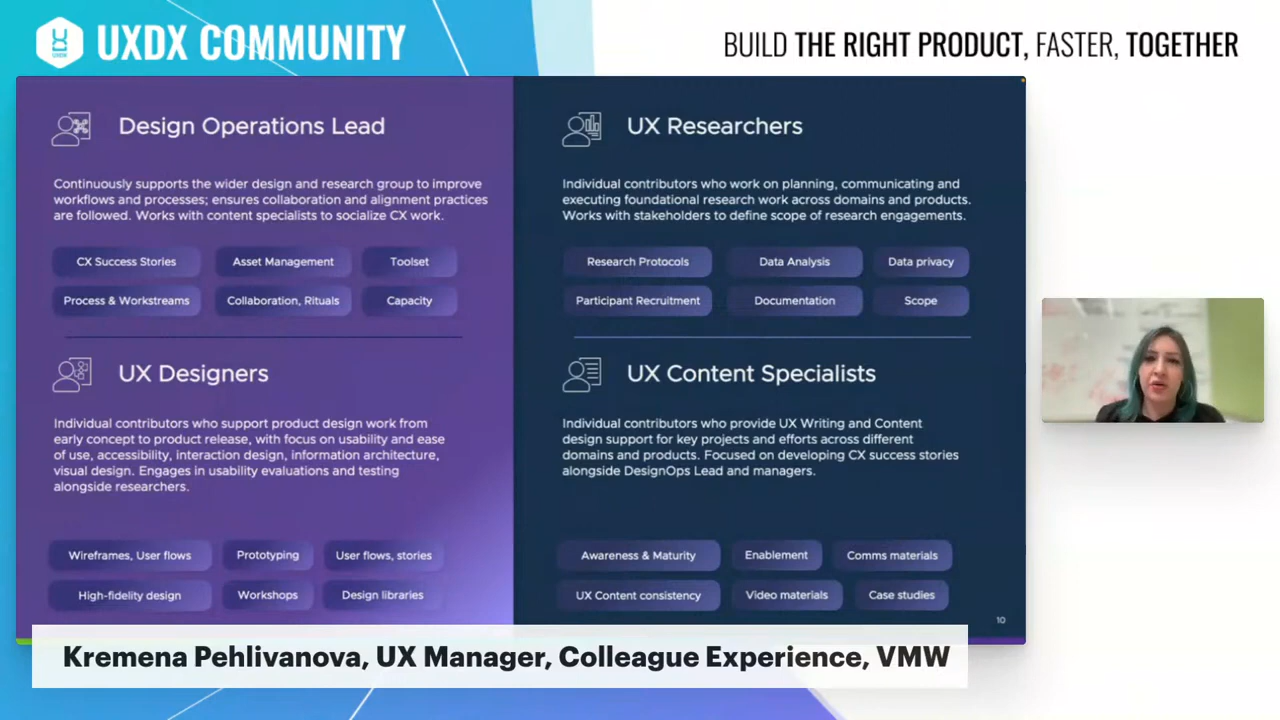 UXDX
UXDX COMMUNITY
BUILD THE RIGHT PRODUCT, FASTER, TOGETHER
Design Operations Lead
Continuously supports the wider design and research group to improve
workflows and processes; ensures collaboration and alignment practices
are followed. Works with content specialists to socialize CX work.
CX Success Stories
Asset Management
Toolset
Process & Workstreams
Collaboration, Rituals
Capacity
UX Researchers
Individual contributors who work on planning, communicating and
executing foundational research work across domains and products.
Works with stakeholders to define scope of research engagements.
Research Protocols
Data Analysis
Data privacy
Participant Recruitment
Documentation
Scope
UX Designers
Individual contributors who support product design work from
early concept to product release, with focus on usability and ease
of use, accessibility, interaction design, information architecture,
visual design. Engages in usability evaluations and testing
alongside researchers.
Wireframes, User flows
Prototyping
User flows, stories
High-fidelity design
Workshops
Design libraries
UX Content Specialists
Individual contributors who provide UX Writing and Content
design support for key projects and efforts across different
domains and products. Focused on developing CX success stories
alongside DesignOps Lead and managers.
Awareness & Maturity
Enablement
Comms materials
UX Content consistency
Video materials
Case studies
10
Kremena Pehlivanova, UX Manager, Colleague Experience, VMW